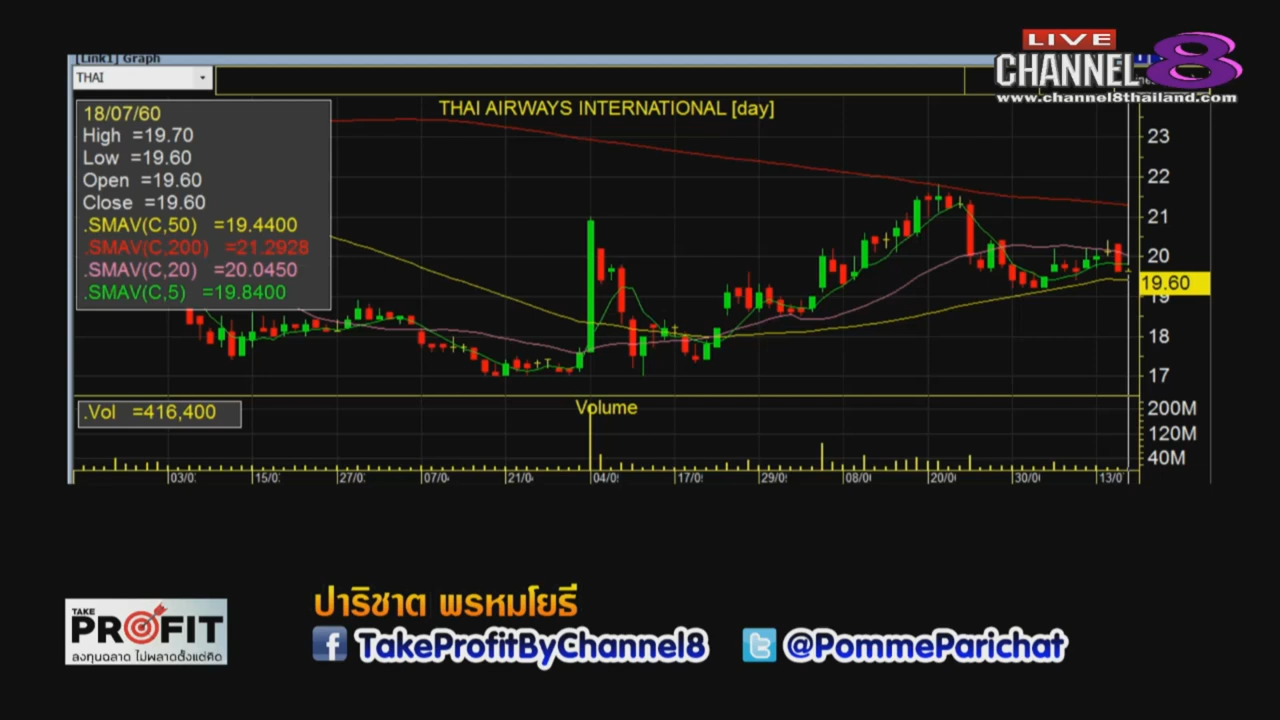 [Link1] Graph
LIVE
CHANNEL 8
www.channel8thailand.com
THAI
THAI AIRWAYS INTERNATIONAL [day]
18/07/60
High =19.70
Low =19.60
Open =19.60
Close =19.60
.SMAV(C,50) =19.4400
.SMAV(C,200) =21.2928
.SMAV(C,20) =20.0450
.SMAV(C,5) =19.8400
23
22
21
20
19.60
19
18
17
.Vol =416,400
Volume
200M
120M
40M
03/0 15/0 27/0 07/0 21/0 04/0 17/0 29/0 08/0 20/0 30/0 13/0
TAKE
PROFIT
ลงทุนฉลาด ไม่พลาดตั้งแต่คิด
ปาริชาต พรหมโยธี
f TakeProfitByChannel8 @PommeParichat